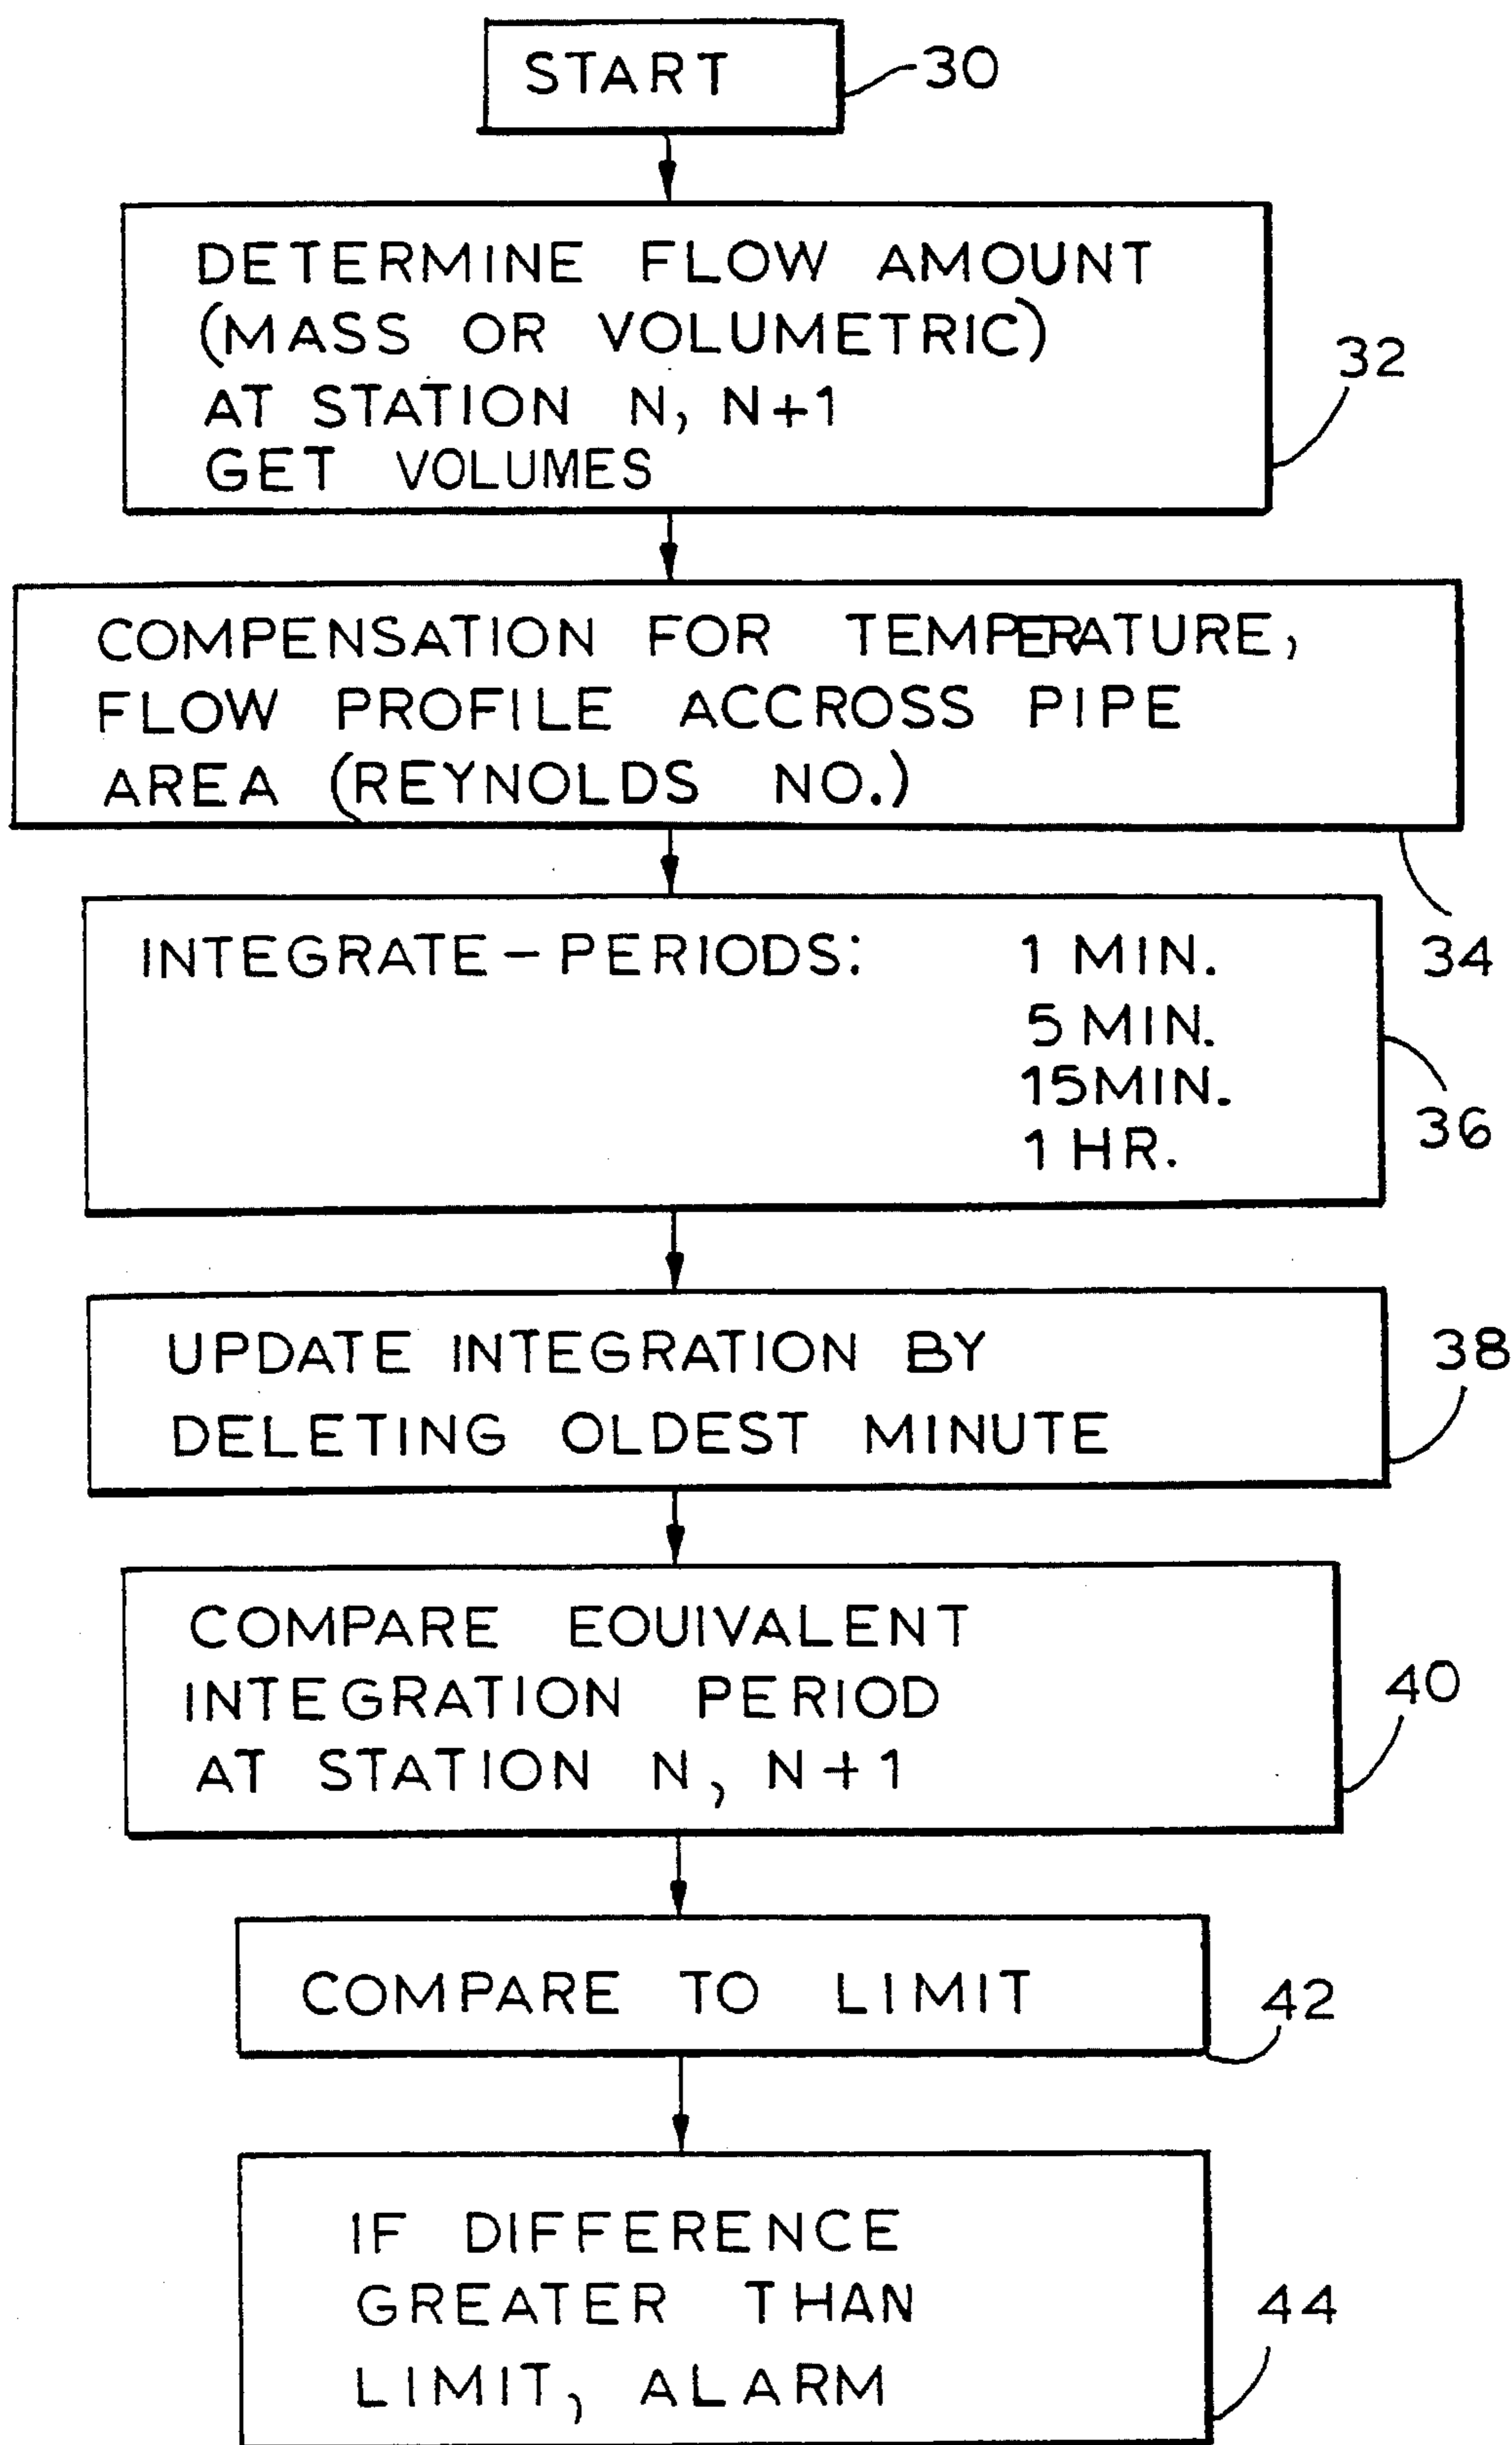 START
30
DETERMINE FLOW AMOUNT
(MASS OR VOLUMETRIC)
AT STATION N, N+1
GET VOLUMES
32
COMPENSATION FOR TEMPERATURE,
FLOW PROFILE ACCROSS PIPE
AREA (REYNOLDS NO.)
34
INTEGRATE-PERIODS: 1 MIN.
5 MIN.
15MIN.
1 HR.
36
UPDATE INTEGRATION BY
DELETING OLDEST MINUTE
38
COMPARE EQUIVALENT
INTEGRATION PERIOD
AT STATION N, N+1
40
COMPARE TO LIMIT
42
IF DIFFERENCE
GREATER THAN
LIMIT, ALARM
44